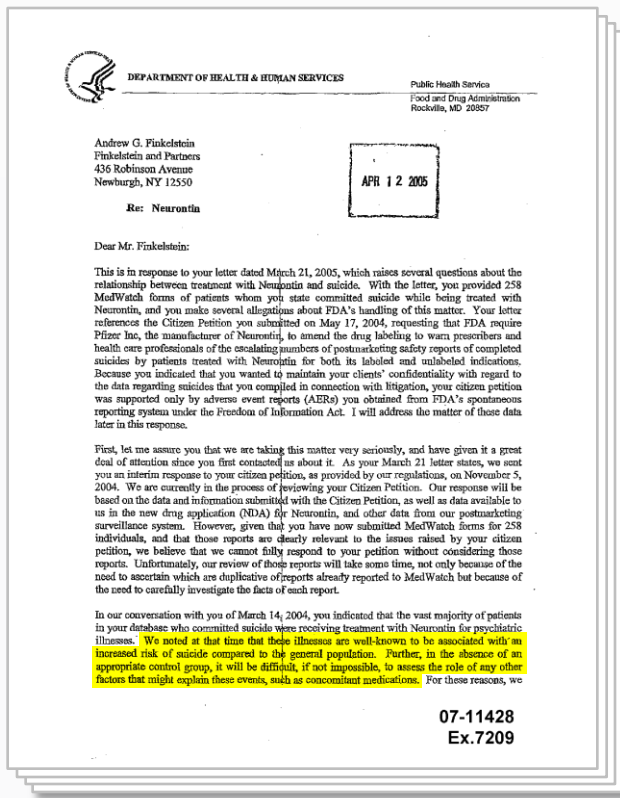 DEPARTMENT OF HEALTH & HUMAN SERVICES
Public Health Service
Food and Drug Administration
Rockville, MD 20857
Andrew G. Finkelstein
Finkelstein and Partners
436 Robinson Avenue
Newburgh, NY 12550
APR 12 2005
Re: Neurontin
Dear Mr. Finkelstein:
This is in response to your letter dated March 21, 2005, which raises several questions about the
relationship between treatment with Neurontin and suicide. With the letter, you provided 258
MedWatch forms of patients whom you state committed suicide while being treated with
Neurontin, and you make several allegations about FDA's handling of this matter. Your letter
references the Citizen Petition you submitted on May 17, 2004, requesting that FDA require
Pfizer Inc, the manufacturer of Neurontin, to amend the drug labeling to warn prescribers and
health care professionals of the escalating numbers of postmarketing safety reports of completed
suicides by patients treated with Neurontin for both its labeled and unlabeled indications.
Because you indicated that you wanted to maintain your clients' confidentiality with regard to
the data regarding suicides that you compiled in connection with litigation, your citizen petition
was supported only by adverse event reports (AERs) you obtained from FDA's spontaneous
reporting system under the Freedom of Information Act. I will address the matter of those data
later in this response.
First, let me assure you that we are taking this matter very seriously, and have given it a great
deal of attention since you first contacted us about it. As your March 21 letter states, we sent
you an interim response to your citizen petition, as provided by our regulations, on November 5,
2004. We are currently in the process of reviewing your Citizen Petition. Our response will be
based on the data and information submitted with the Citizen Petition, as well as data available to
us in the new drug application (NDA) for Neurontin, and other data from our postmarketing
surveillance system. However, given that you have now submitted MedWatch forms for 258
individuals, and that those reports are clearly relevant to the issues raised by your citizen
petition, we believe that we cannot fully respond to your petition without considering those
reports. Unfortunately, our review of those reports will take some time, not only because of the
need to ascertain which are duplicative of reports already reported to MedWatch but because of
the need to carefully investigate the facts of each report.
In our conversation with you of March 14, 2004, you indicated that the vast majority of patients
in your database who committed suicide were receiving treatment with Neurontin for psychiatric
illnesses. We noted at that time that these illnesses are well-known to be associated with an
increased risk of suicide compared to the general population. Further, in the absence of an
appropriate control group, it will be difficult, if not impossible, to assess the role of any other
factors that might explain these events, such as concomitant medications. For these reasons, we
07-11428
Ex.7209